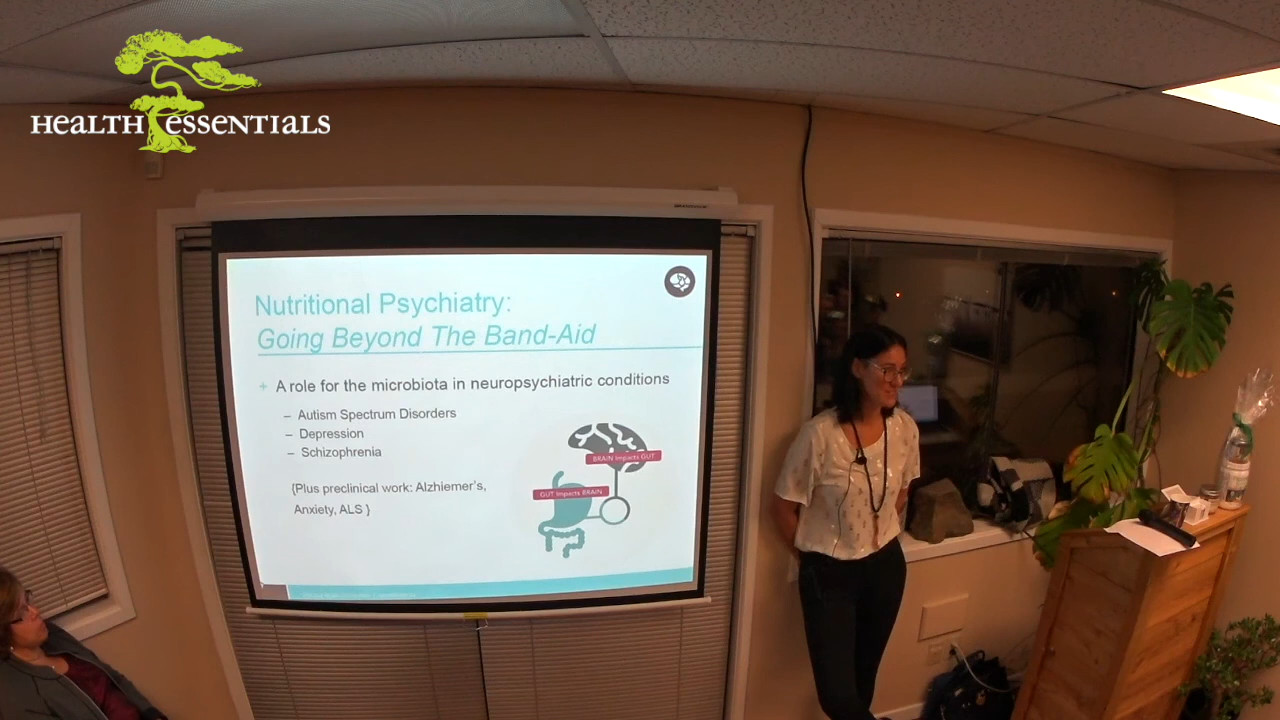 HEALTH ESSENTIALS
Nutritional Psychiatry:
Going Beyond The Band-Aid
+ A role for the microbiota in neuropsychiatric conditions
– Autism Spectrum Disorders
– Depression
– Schizophrenia
{Plus preclinical work: Alzhiemer's,
Anxiety, ALS }
BRAIN Impacts GUT
GUT Impacts BRAIN